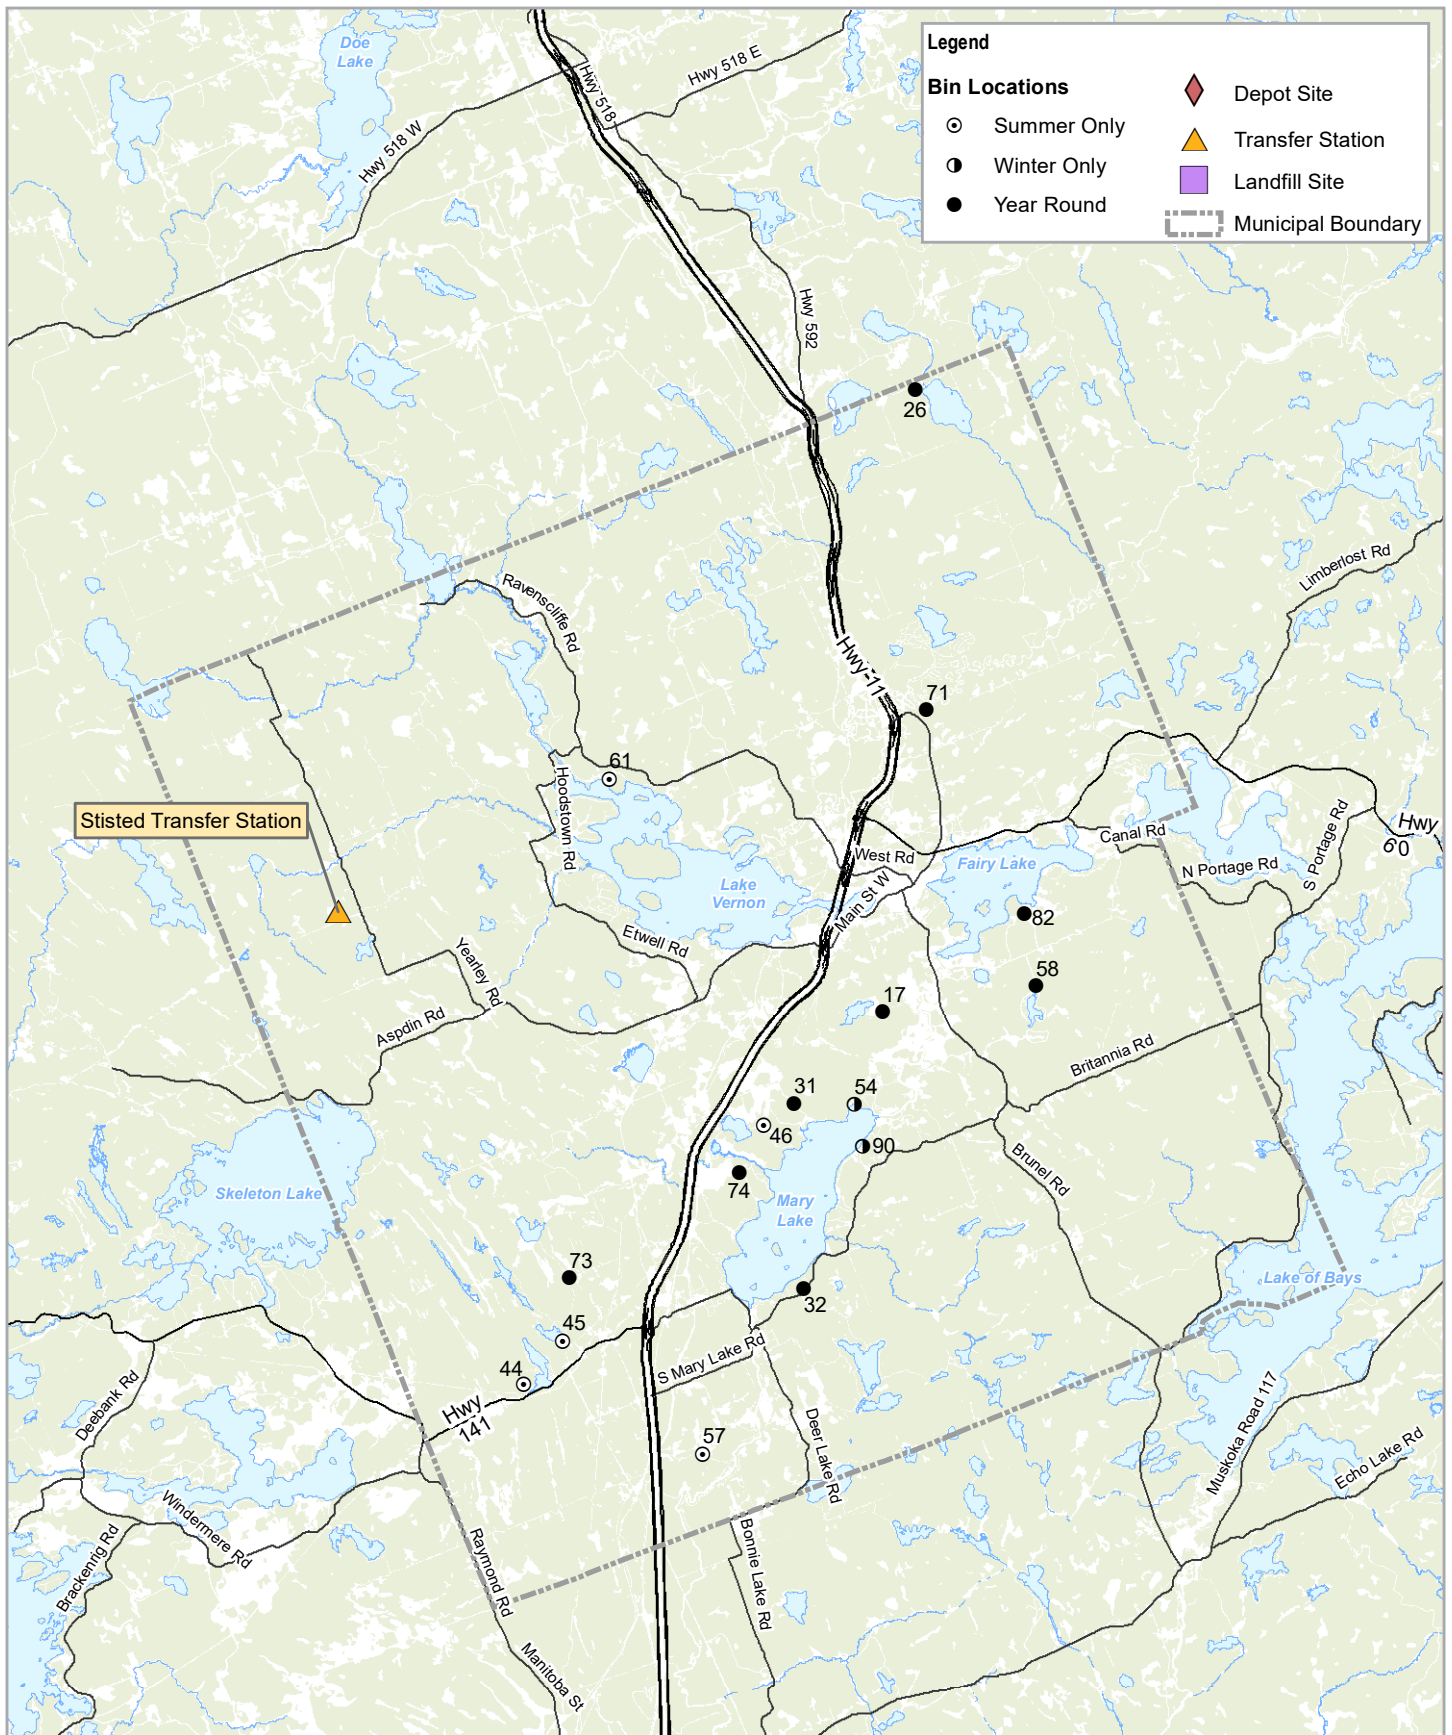 Doe
Lake
Hwy 518
Hwy 518 E
Hwy 518 W
Legend
Bin Locations
Summer Only
Winter Only
Year Round
Depot Site
Transfer Station
Landfill Site
Municipal Boundary
Hwy 592
26
Limberlost Rd
Ravenscliffe Rd
Hwy 11
71
61
Hoodstown Rd
Stisted Transfer Station
West Rd
Fairy Lake
Canal Rd
N Portage Rd
S Portage Rd
Hwy
60
Lake
Vernon
Main St W
82
Etwell Rd
Yearley Rd
58
17
Aspdin Rd
Britannia Rd
31
54
46
90
74
Brunel Rd
Skeleton Lake
Mary
Lake
73
32
Lake of Bays
45
S Mary Lake Rd
44
Hwy
141
Deebank Rd
57
Deer Lake Rd
Muskoka Road 117
Echo Lake Rd
Windermere Rd
Brackenrig Rd
Raymond Rd
Bonnie Lake Rd
Manitoba St